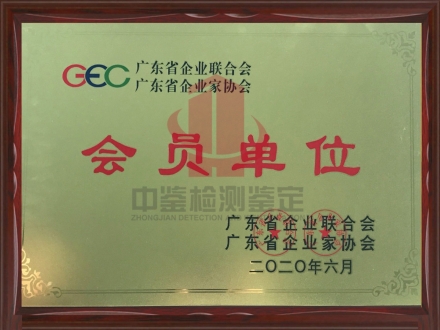 GEC 广东省企业联合会
广东省企业家协会
会员单位
中鉴检测鉴定
ZHONGJIAN DETECTION
广东省企业联合会
广东省企业家协会
二〇二〇年六月